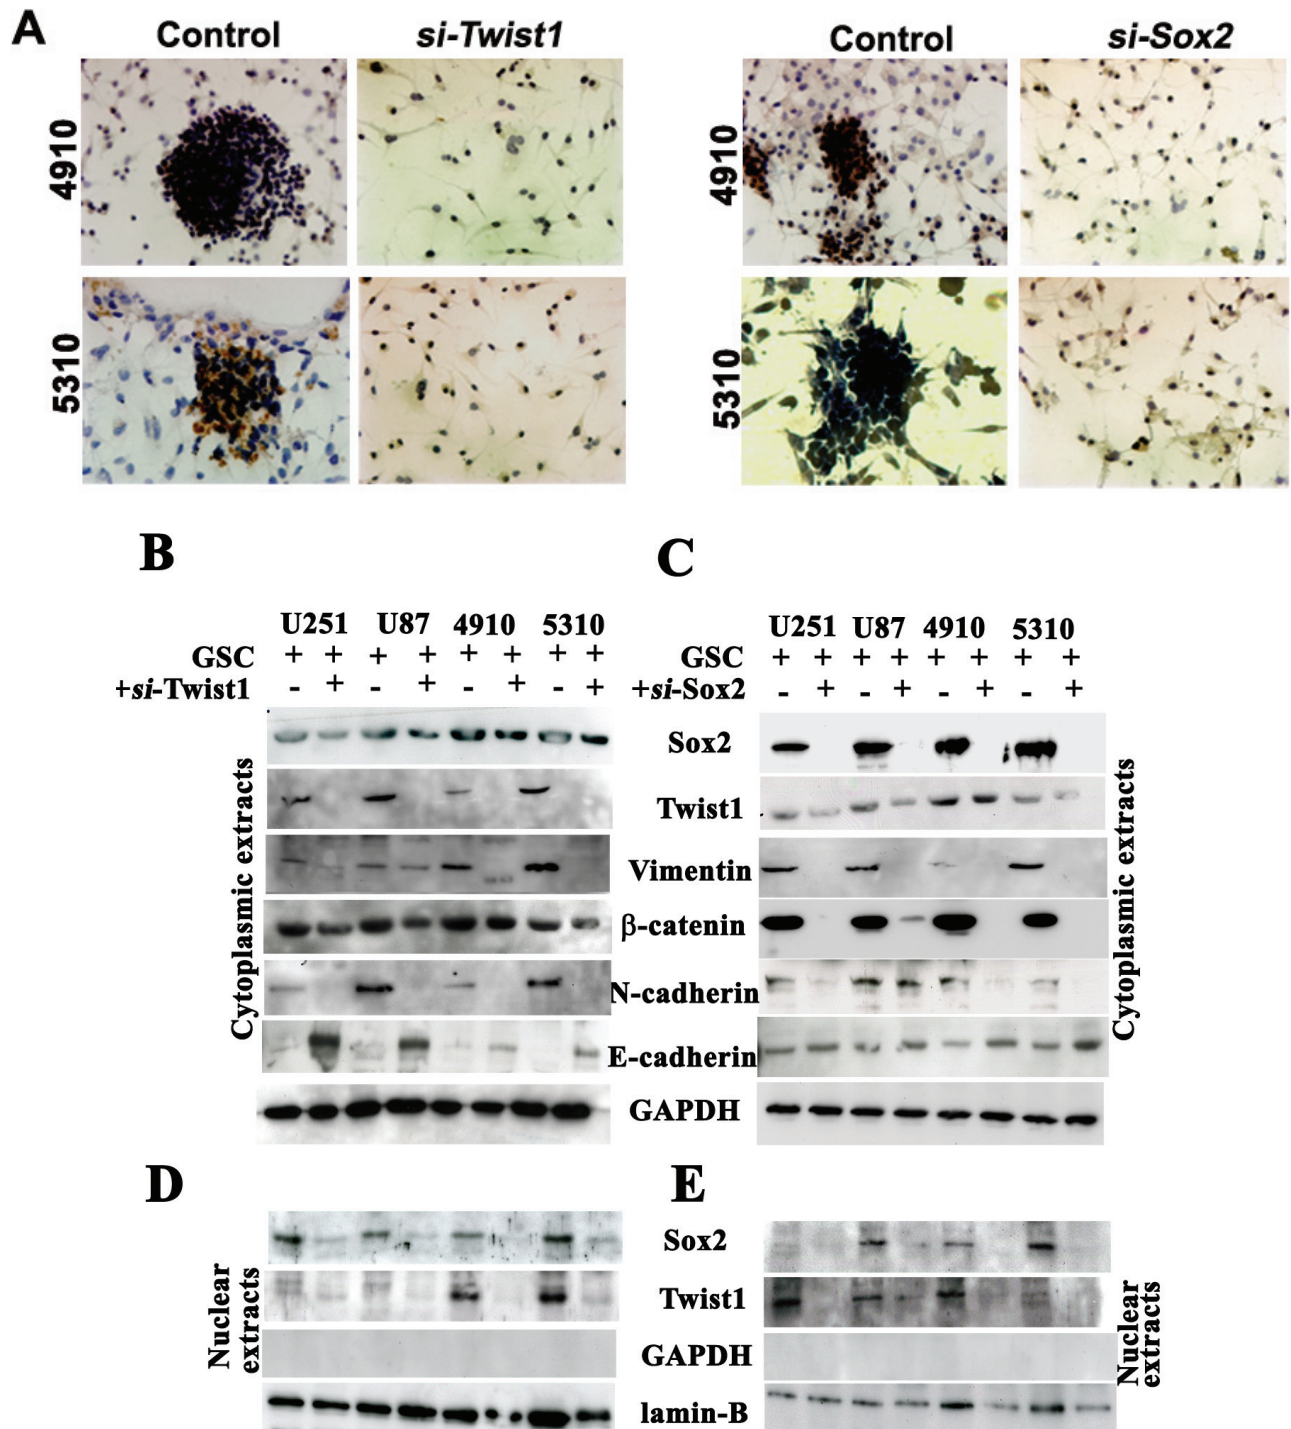 A
Control si-Twist1 Control si-Sox2
4910 4910
5310 5310
B C
U251 U87 4910 5310 U251 U87 4910 5310
GSC + + + + + + + + GSC + + + + + + + +
+si-Twist1 - + - + - + - + +si-Sox2 - + - + - + - +
Cytoplasmic extracts
Sox2
Twist1
Vimentin
β-catenin
N-cadherin
E-cadherin
GAPDH
Cytoplasmic extracts
D E
Nuclear
extracts
Sox2
Twist1
GAPDH
lamin-B
Nuclear
extracts